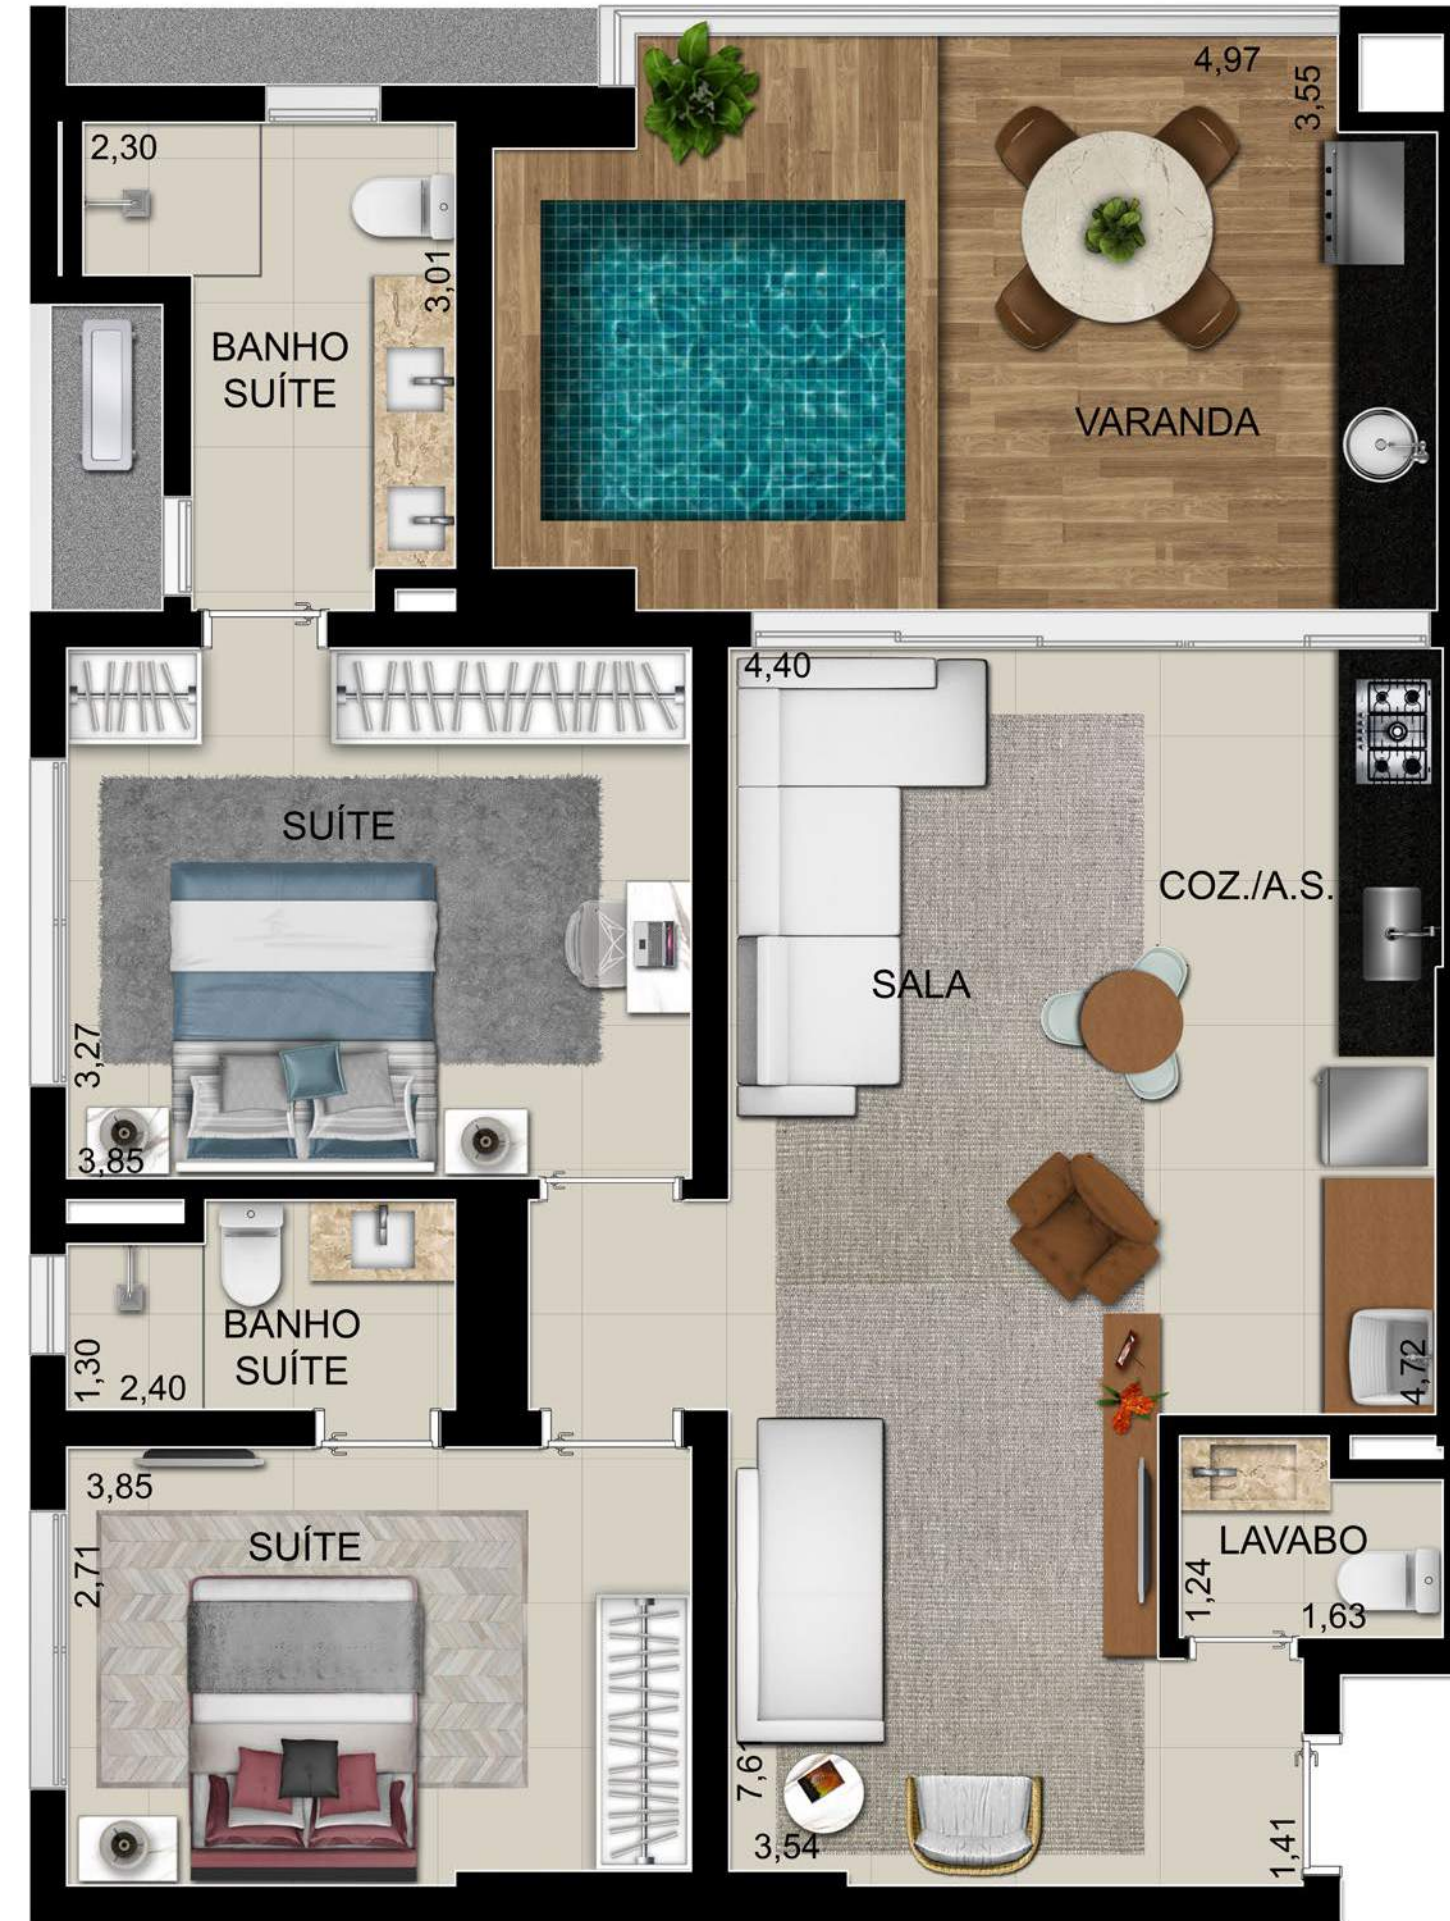 4,97
3,55
2,30
3,01
BANHO
SUÍTE
VARANDA
4,40
SUÍTE
COZ./A.S.
SALA
3,27
3,85
BANHO
SUÍTE
1,30
2,40
4,72
3,85
SUÍTE
2,71
LAVABO
1,24
1,63
7,61
3,54
1,41